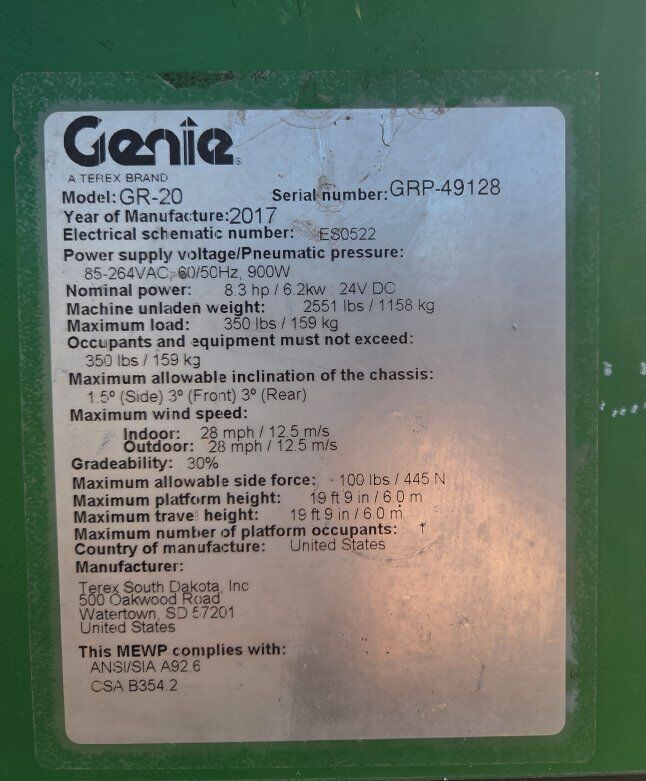 Genie
A TEREX BRAND
Model: GR-20 Serial number: GRP-49128
Year of Manufacture: 2017
Electrical schematic number: ES0522
Power supply voltage/Pneumatic pressure:
85-264VAC, 60/50Hz, 900W
Nominal power: 8.3 hp / 6.2kw : 24V DC
Machine unladen weight: 2551 lbs / 1158 kg
Maximum load: 350 lbs / 159 kg
Occupants and equipment must not exceed:
350 lbs / 159 kg
Maximum allowable inclination of the chassis:
1.5º (Side) 3º (Front) 3º (Rear)
Maximum wind speed:
Indoor: 28 mph / 12.5 m/s
Outdoor: 28 mph / 12.5 m/s
Gradeability: 30%
Maximum allowable side force: 100 lbs / 445 N
Maximum platform height: 19 ft 9 in / 6.0 m
Maximum travel height: 19 ft 9 in / 6.0 m
Maximum number of platform occupants: 1
Country of manufacture: United States
Manufacturer:
Terex South Dakota, Inc
500 Oakwood Road
Watertown, SD 57201
United States
This MEWP complies with:
ANSI/SIA A92.6
CSA B354.2